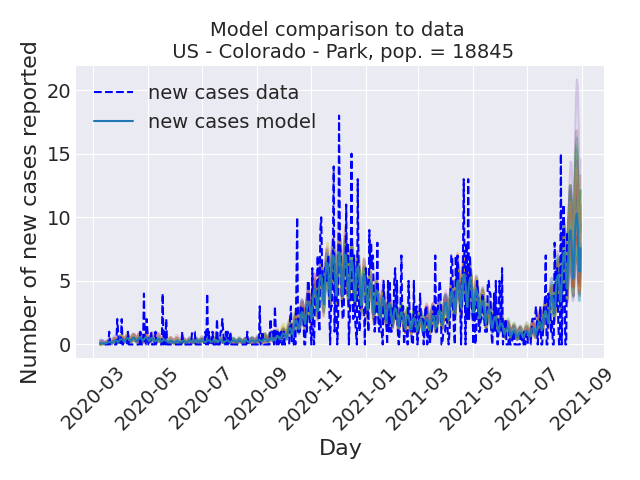 Model comparison to data
US - Colorado - Park, pop. = 18845
Number of new cases reported
20
15
10
5
0
new cases data
new cases model
2020-03
2020-05
2020-07
2020-09
2020-11
2021-01
2021-03
2021-05
2021-07
2021-09
Day